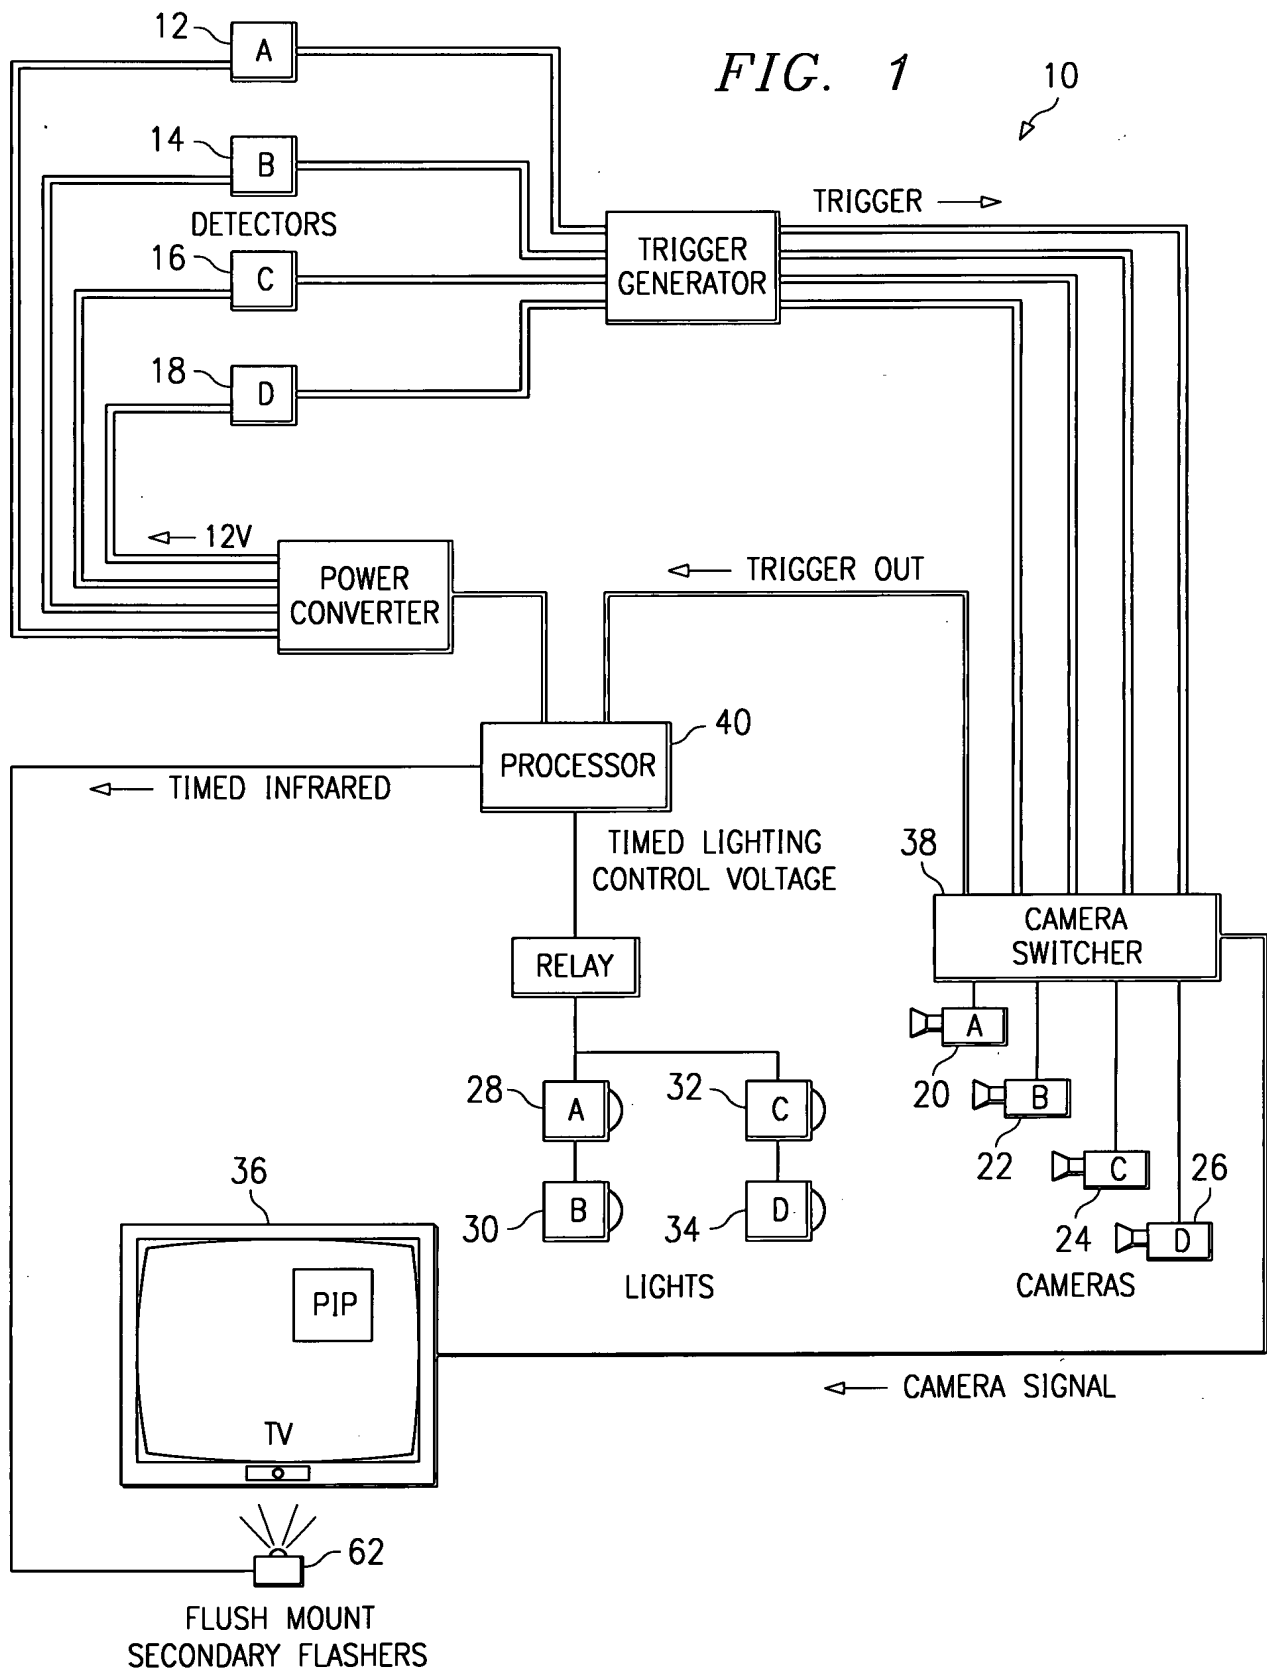 FIG. 1
10
12
A
14
B
DETECTORS
16
C
18
D
TRIGGER
GENERATOR
TRIGGER
12V
POWER
CONVERTER
TRIGGER OUT
40
PROCESSOR
TIMED INFRARED
TIMED LIGHTING
CONTROL VOLTAGE
38
CAMERA
SWITCHER
RELAY
A
20
B
22
C
24
D
26
CAMERAS
28
A
32
C
30
B
34
D
LIGHTS
36
PIP
TV
CAMERA SIGNAL
62
FLUSH MOUNT
SECONDARY FLASHERS